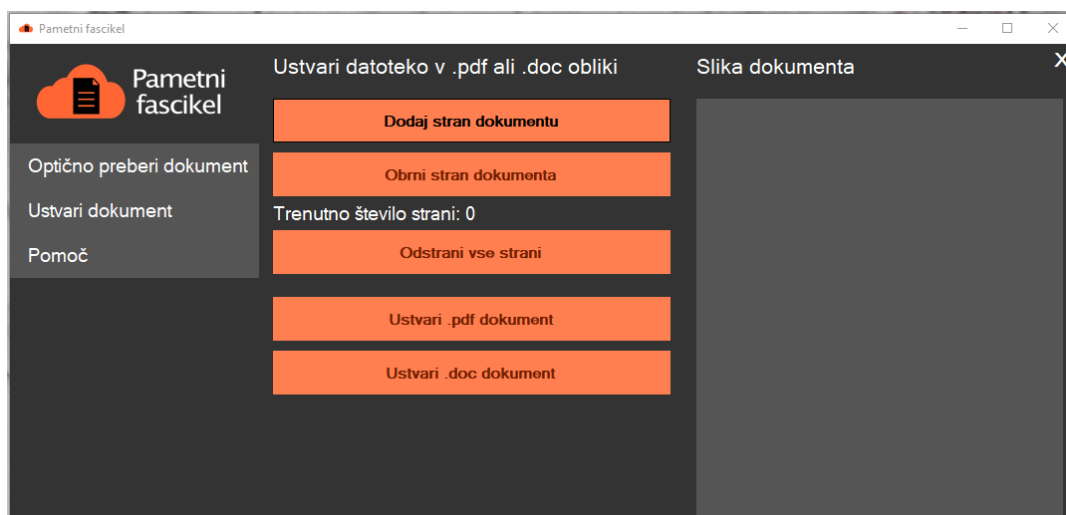 Pametni fascikel
Pametni
fascikel
Optično preberi dokument
Ustvari dokument
Pomoč
Ustvari datoteko v .pdf ali .doc obliki
Dodaj stran dokumentu
Obrni stran dokumenta
Trenutno število strani: 0
Odstrani vse strani
Ustvari .pdf dokument
Ustvari .doc dokument
Slika dokumenta
X